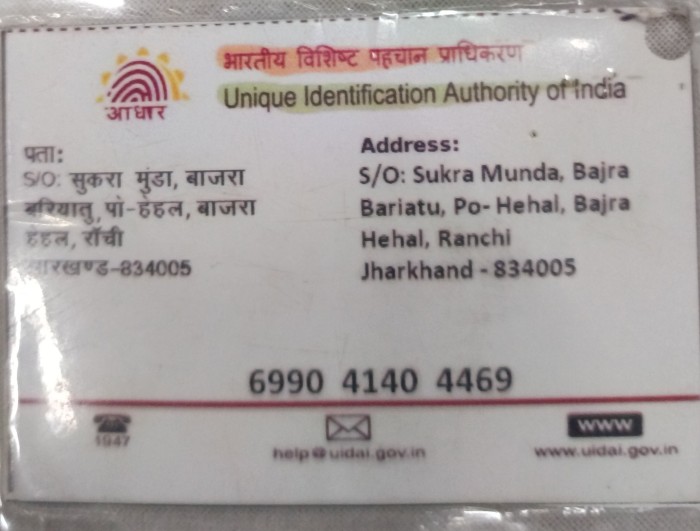 भारतीय विशिष्ट पहचान प्राधिकरण
Unique Identification Authority of India
आधार
पता:
S/O: सुकरा मुंडा, बाजरा
बरियातु, पो-हेहल, बाजरा
हेहल, राँची
झारखण्ड-834005
Address:
S/O: Sukra Munda, Bajra
Bariatu, Po- Hehal, Bajra
Hehal, Ranchi
Jharkhand - 834005
6990 4140 4469
1947
help@uidai.gov.in
www
www.uidai.gov.in